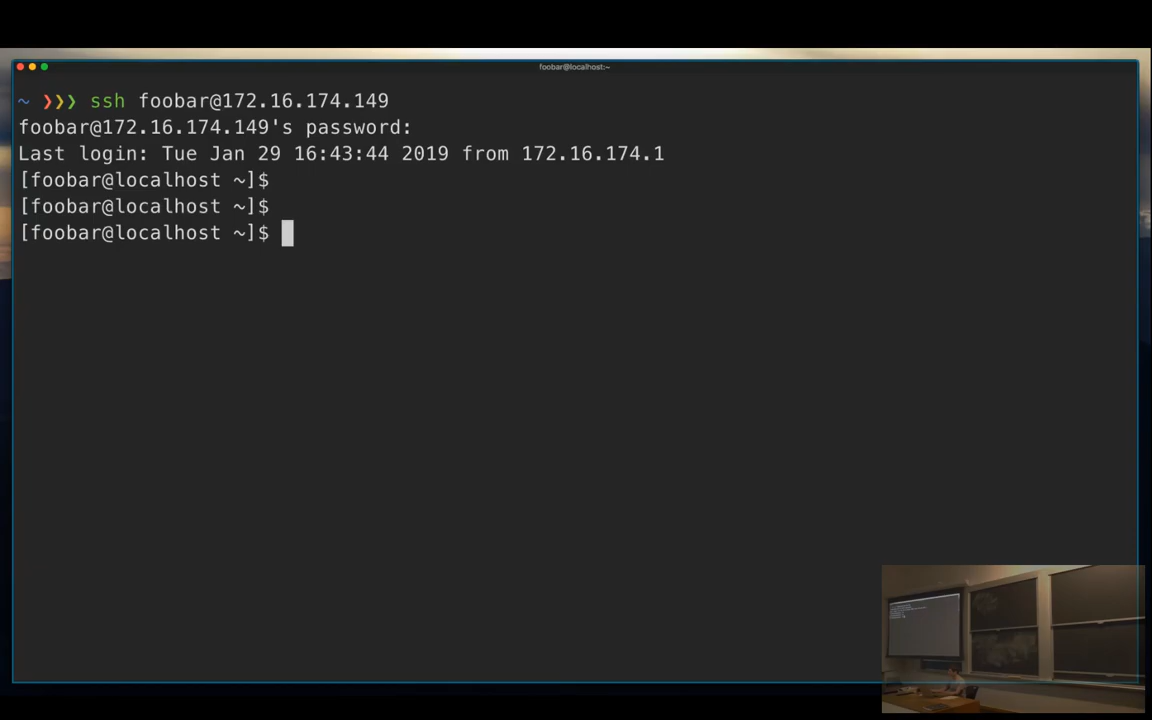 foobar@localhost:~
~ ❯❯❯ ssh foobar@172.16.174.149
foobar@172.16.174.149's password:
Last login: Tue Jan 29 16:43:44 2019 from 172.16.174.1
[foobar@localhost ~]$
[foobar@localhost ~]$
[foobar@localhost ~]$